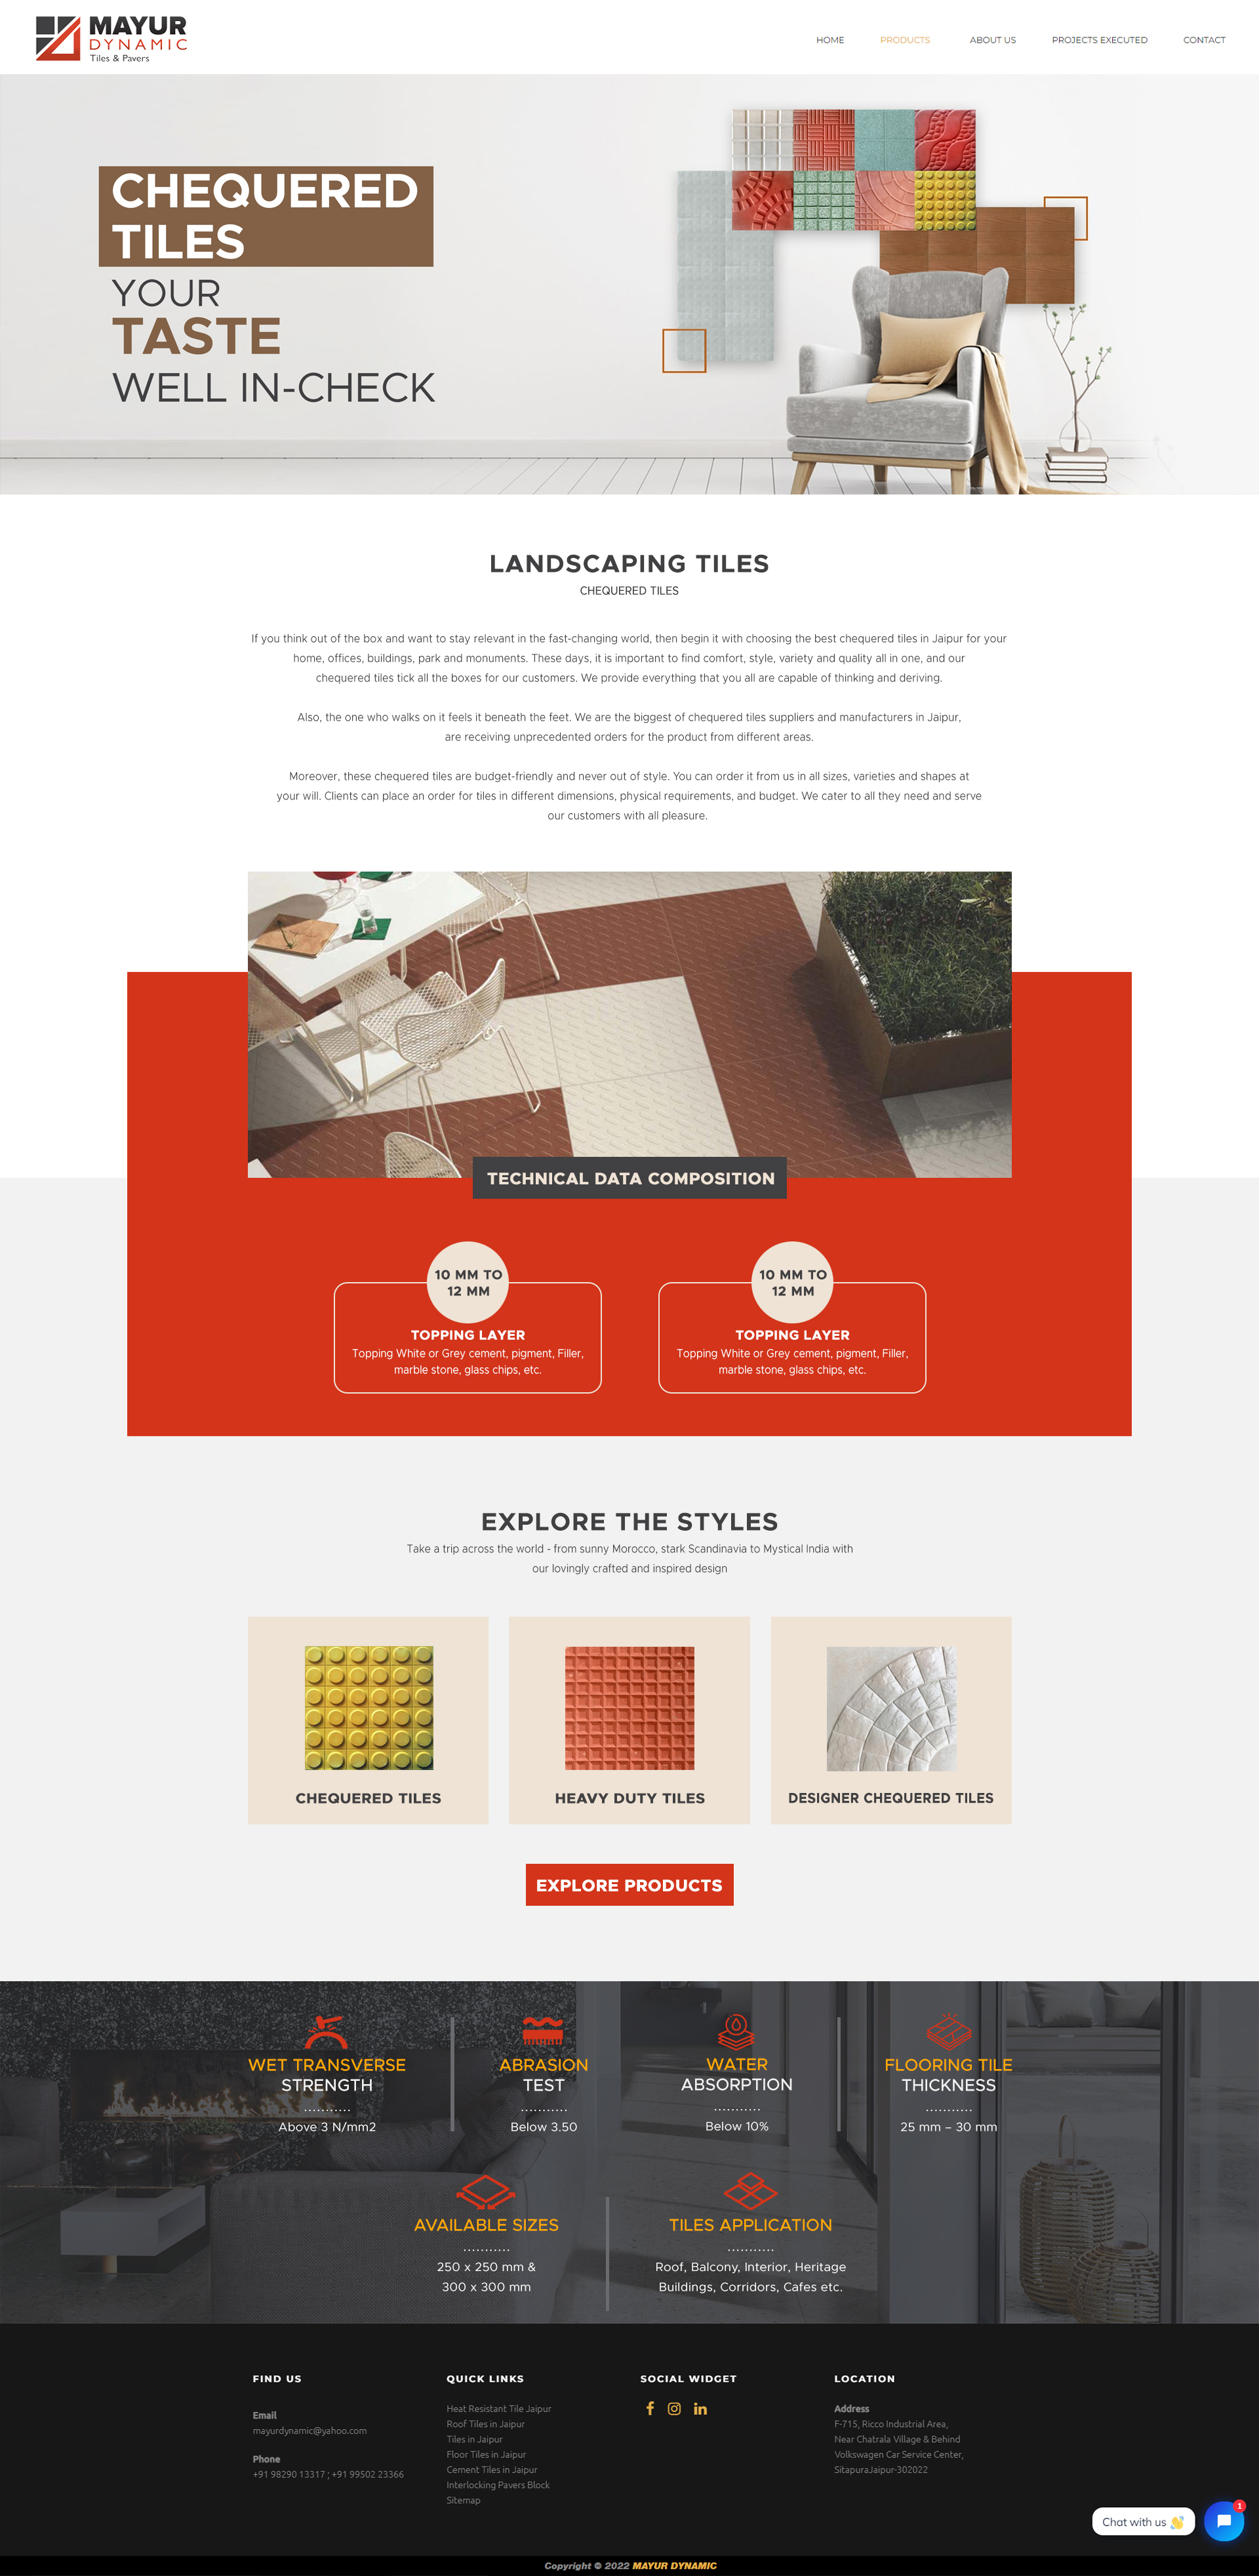 MAYUR
DYNAMIC
Tiles & Pavers
HOME PRODUCTS ABOUT US PROJECTS EXECUTED CONTACT
CHEQUERED
TILES
YOUR
TASTE
WELL IN-CHECK
LANDSCAPING TILES
CHEQUERED TILES
If you think out of the box and want to stay relevant in the fast-changing world, then begin it with choosing the best chequered tiles in Jaipur for your
home, offices, buildings, park and monuments. These days, it is important to find comfort, style, variety and quality all in one, and our
chequered tiles tick all the boxes for our customers. We provide everything that you all are capable of thinking and deriving.
Also, the one who walks on it feels it beneath the feet. We are the biggest of chequered tiles suppliers and manufacturers in Jaipur,
are receiving unprecedented orders for the product from different areas.
Moreover, these chequered tiles are budget-friendly and never out of style. You can order it from us in all sizes, varieties and shapes at
your will. Clients can place an order for tiles in different dimensions, physical requirements, and budget. We cater to all they need and serve
our customers with all pleasure.
TECHNICAL DATA COMPOSITION
10 MM TO
12 MM
TOPPING LAYER
Topping White or Grey cement, pigment, Filler,
marble stone, glass chips, etc.
10 MM TO
12 MM
TOPPING LAYER
Topping White or Grey cement, pigment, Filler,
marble stone, glass chips, etc.
EXPLORE THE STYLES
Take a trip across the world - from sunny Morocco, stark Scandinavia to Mystical India with
our lovingly crafted and inspired design
CHEQUERED TILES
HEAVY DUTY TILES
DESIGNER CHEQUERED TILES
EXPLORE PRODUCTS
WET TRANSVERSE
STRENGTH
...........
Above 3 N/mm2
ABRASION
TEST
...........
Below 3.50
WATER
ABSORPTION
...........
Below 10%
FLOORING TILE
THICKNESS
...........
25 mm – 30 mm
AVAILABLE SIZES
...........
250 x 250 mm &
300 x 300 mm
TILES APPLICATION
...........
Roof, Balcony, Interior, Heritage
Buildings, Corridors, Cafes etc.
FIND US
Email
mayurdynamic@yahoo.com
Phone
+91 98290 13317 ; +91 99502 23366
QUICK LINKS
Heat Resistant Tile Jaipur
Roof Tiles in Jaipur
Tiles in Jaipur
Floor Tiles in Jaipur
Cement Tiles in Jaipur
Interlocking Pavers Block
Sitemap
SOCIAL WIDGET
LOCATION
Address
F-715, Ricco Industrial Area,
Near Chatrala Village & Behind
Volkswagen Car Service Center,
SitapuraJaipur-302022
Chat with us 👋
1
Copyright © 2022 MAYUR DYNAMIC